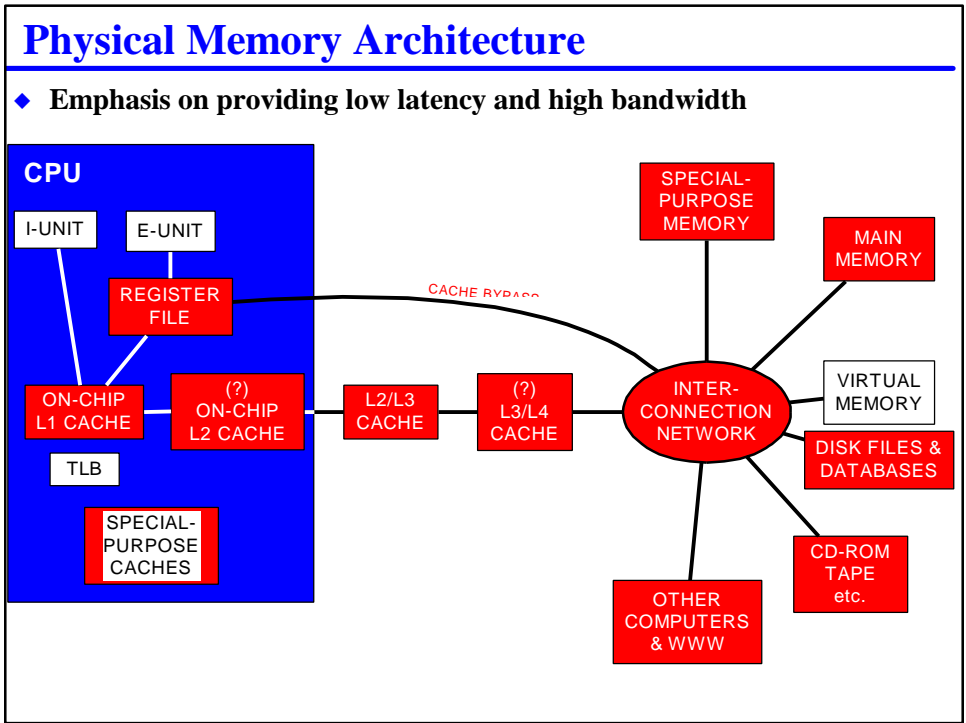 Physical Memory Architecture
◆ Emphasis on providing low latency and high bandwidth
CPU
I-UNIT
E-UNIT
REGISTER
FILE
ON-CHIP
L1 CACHE
(?)
ON-CHIP
L2 CACHE
TLB
SPECIAL-
PURPOSE
CACHES
CACHE BYPASS
L2/L3
CACHE
(?)
L3/L4
CACHE
INTER-
CONNECTION
NETWORK
SPECIAL-
PURPOSE
MEMORY
MAIN
MEMORY
VIRTUAL
MEMORY
DISK FILES &
DATABASES
CD-ROM
TAPE
etc.
OTHER
COMPUTERS
& WWW